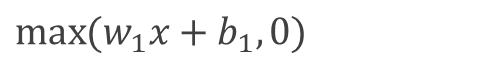 max(w₁x + b₁, 0)